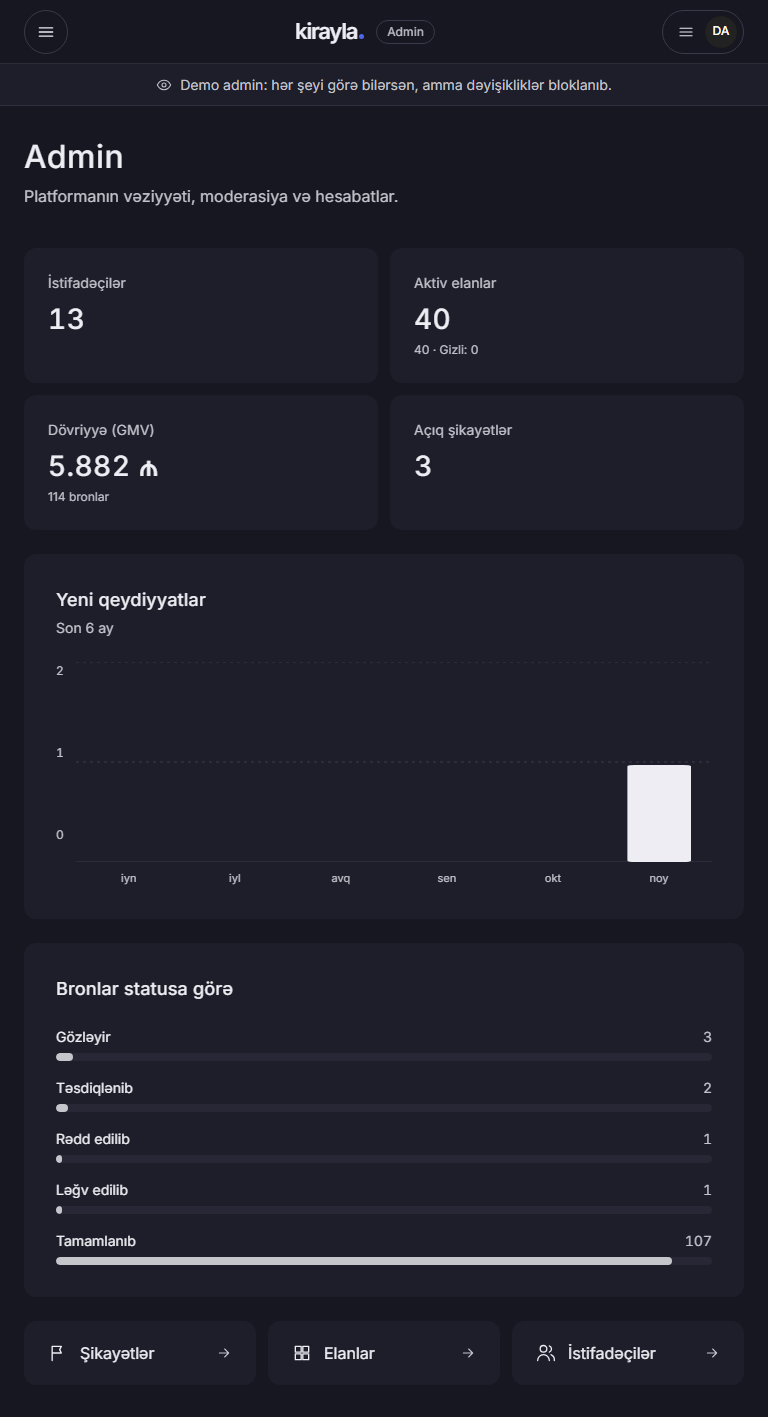 kirayla.
Admin
DA
Demo admin: hər şeyi görə bilərsən, amma dəyişikliklər bloklanıb.
Admin
Platformanın vəziyyəti, moderasiya və hesabatlar.
İstifadəçilər
13
Aktiv elanlar
40
40 · Gizli: 0
Dövriyyə (GMV)
5.882 ₼
114 bronlar
Açıq şikayətlər
3
Yeni qeydiyyatlar
Son 6 ay
2
1
0
iyn iyl avq sen okt noy
Bronlar statusa görə
Gözləyir 3
Təsdiqlənib 2
Rədd edilib 1
Ləğv edilib 1
Tamamlanıb 107
Şikayətlər
Elanlar
İstifadəçilər